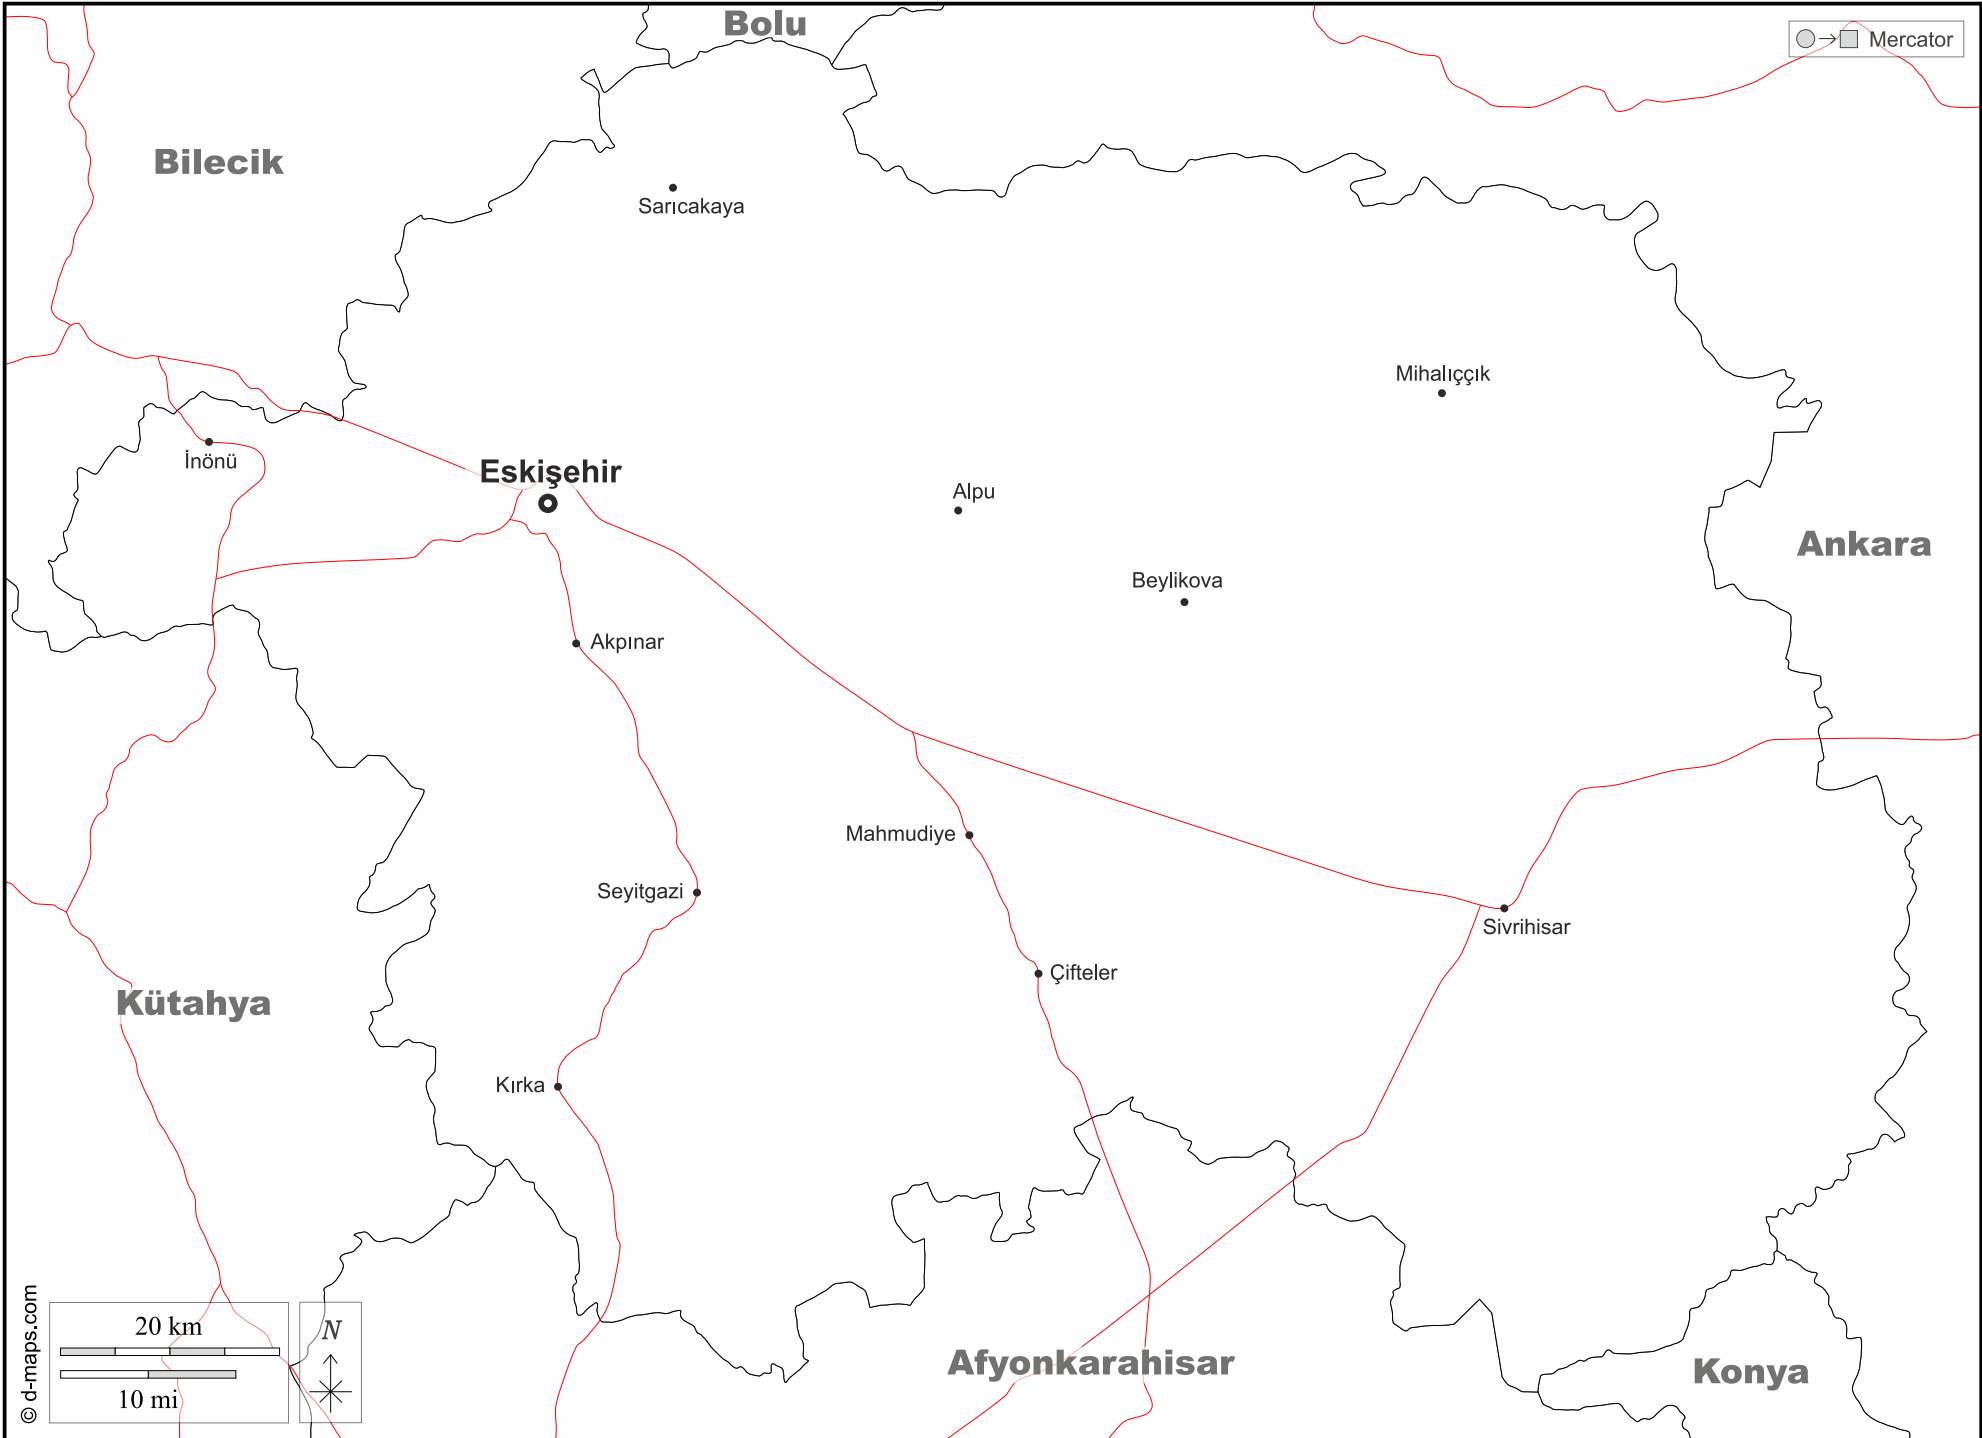 Bolu
Mercator
Bilecik
Sarıcakaya
Mihalıççık
İnönü
Eskişehir
Alpu
Ankara
Beylikova
Akpınar
Mahmudiye
Seyitgazi
Sivrihisar
Çifteler
Kütahya
Kırka
20 km
N
10 mi
Afyonkarahisar
Konya
© d-maps.com